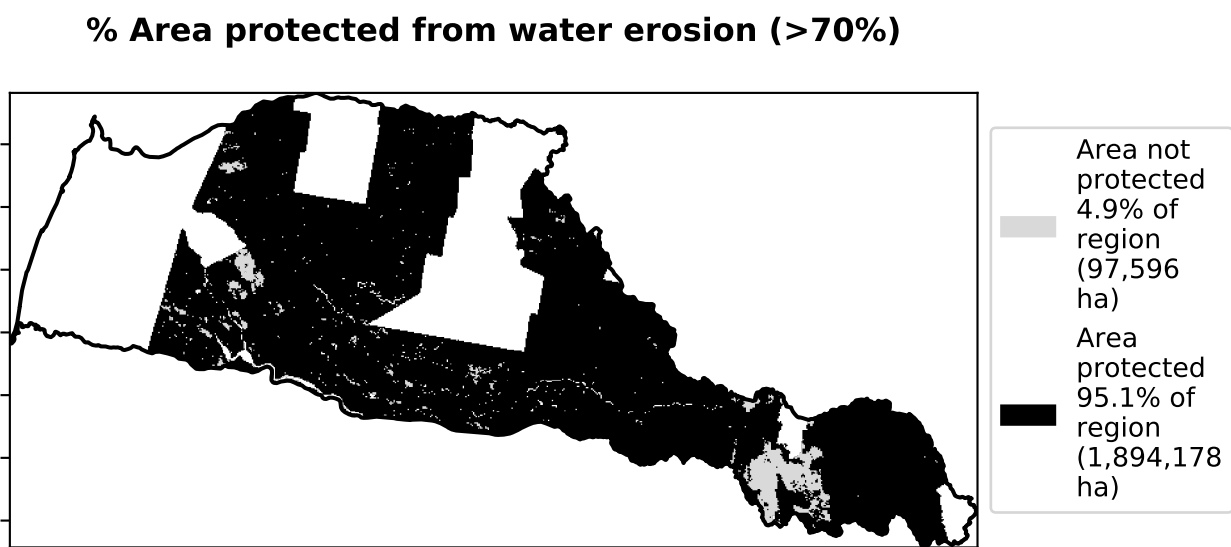 % Area protected from water erosion (>70%)
Area not
protected
4.9% of
region
(97,596
ha)
Area
protected
95.1% of
region
(1,894,178
ha)